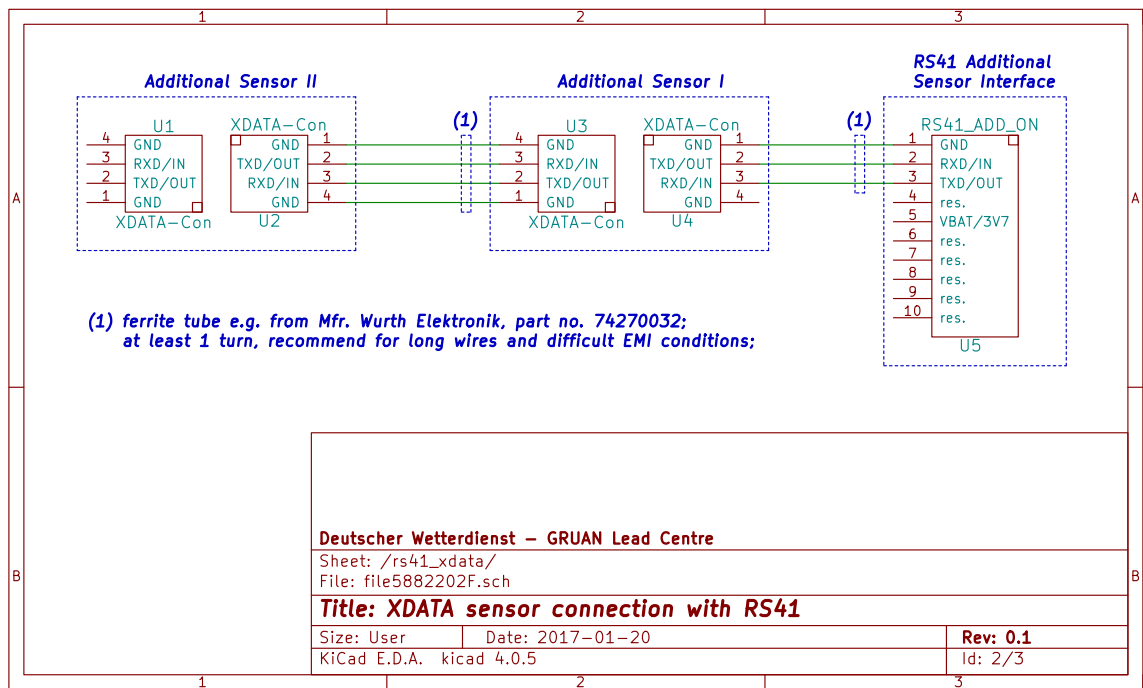 1 2 3
RS41 Additional
Sensor Interface
Additional Sensor II
Additional Sensor I
(1)
(1)
U1
XDATA-Con
4 GND
3 RXD/IN
2 TXD/OUT
1 GND
XDATA-Con
GND 1
TXD/OUT 2
RXD/IN 3
GND 4
U2
U3
XDATA-Con
4 GND
3 RXD/IN
2 TXD/OUT
1 GND
XDATA-Con
GND 1
TXD/OUT 2
RXD/IN 3
GND 4
U4
RS41_ADD_ON
1 GND
2 RXD/IN
3 TXD/OUT
4 res.
5 VBAT/3V7
6 res.
7 res.
8 res.
9 res.
10 res.
U5
A A
(1) ferrite tube e.g. from Mfr. Wurth Elektronik, part no. 74270032;
at least 1 turn, recommend for long wires and difficult EMI conditions;
Deutscher Wetterdienst – GRUAN Lead Centre
Sheet: /rs41_xdata/
File: file5882202F.sch
B B
Title: XDATA sensor connection with RS41
Size: User Date: 2017-01-20 Rev: 0.1
KiCad E.D.A. kicad 4.0.5 Id: 2/3
1 2 3